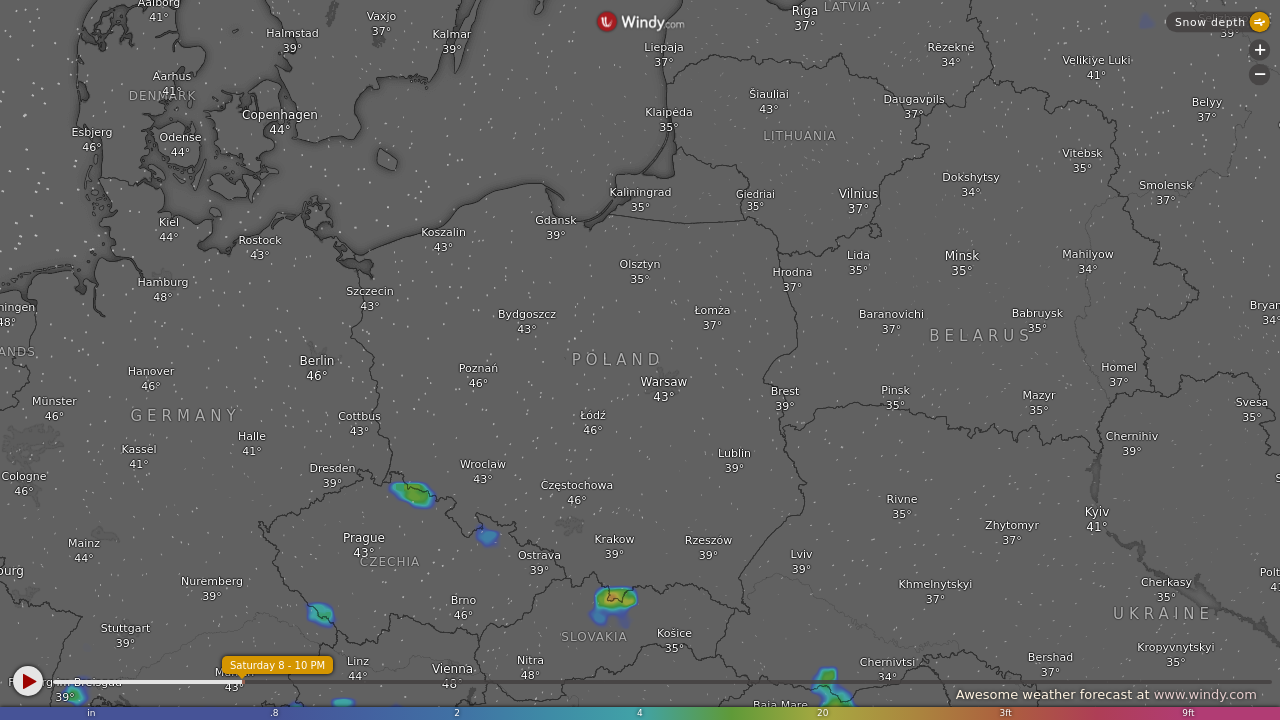 Aalborg
41°
Vaxjo
37°
Halmstad
39°
Kalmar
39°
Windy.com
Riga
37°
LATVIA
Snow depth
39°
Liepaja
37°
Rēzekné
34°
Velikiye Luki
41°
+
−
Aarhus
41°
DENMARK
Copenhagen
44°
Šiauliai
43°
Daugavpils
37°
Belyy
37°
Klaipėda
35°
LITHUANIA
Esbjerg
46°
Odense
44°
Vitebsk
35°
Dokshytsy
34°
Smolensk
37°
Kaliningrad
35°
Giedriai
35°
Vilnius
37°
Kiel
44°
Gdansk
39°
Koszalin
43°
Rostock
43°
Lida
35°
Minsk
35°
Mahilyow
34°
Olsztyn
35°
Hrodna
37°
Hamburg
48°
Szczecin
43°
ningen
48°
Bydgoszcz
43°
Łomża
37°
Baranovichi
37°
Babruysk
35°
Bryan
34°
BELARUS
ANDS
POLAND
Berlin
46°
Hanover
46°
Poznań
46°
Warsaw
43°
Homel
37°
Brest
39°
Pinsk
35°
Mazyr
35°
Münster
46°
Svesa
35°
GERMANY
Cottbus
43°
Łódź
46°
Halle
41°
Chernihiv
39°
Kassel
41°
Lublin
39°
Dresden
39°
Wroclaw
43°
Cologne
46°
Częstochowa
46°
Rivne
35°
Kyiv
41°
Zhytomyr
37°
Prague
43°
Krakow
39°
Rzeszów
39°
Mainz
44°
Ostrava
39°
Lviv
39°
CZECHIA
burg
Nuremberg
39°
Khmelnytskyi
37°
Cherkasy
35°
Polt
41
Brno
46°
UKRAINE
Stuttgart
39°
SLOVAKIA
Košice
35°
Kropyvnytskyi
35°
Saturday 8 - 10 PM
Linz
44°
Vienna
46°
Nitra
48°
Chernivtsi
34°
Bershad
37°
39°
43°
Awesome weather forecast at www.windy.com
Baia Mare
in .8 2 4 20 3ft 9ft